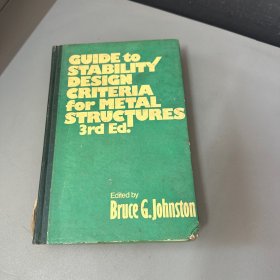 GUIDE to
STABILITY
DESIGN
CRITERIA
for METAL
STRUCTURES
3rd Ed.
Edited by
Bruce G. Johnston